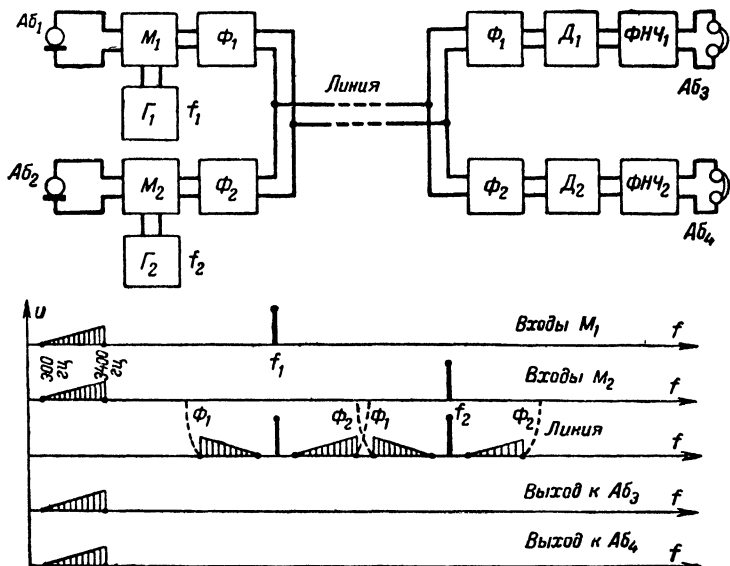 Аб₁ М₁ Ф₁ Ф₁ Д₁ ФНЧ₁
Линия
Г₁ f₁ Аб₃
Аб₂ М₂ Ф₂ Ф₂ Д₂ ФНЧ₂
Аб₄
Г₂ f₂
u
Входы М₁ f
300 гц 3400 гц f₁
Входы М₂ f
Ф₁ Ф₂ Ф₁ f₂ Ф₂
Линия f
Выход к Аб₃ f
Выход к Аб₄ f